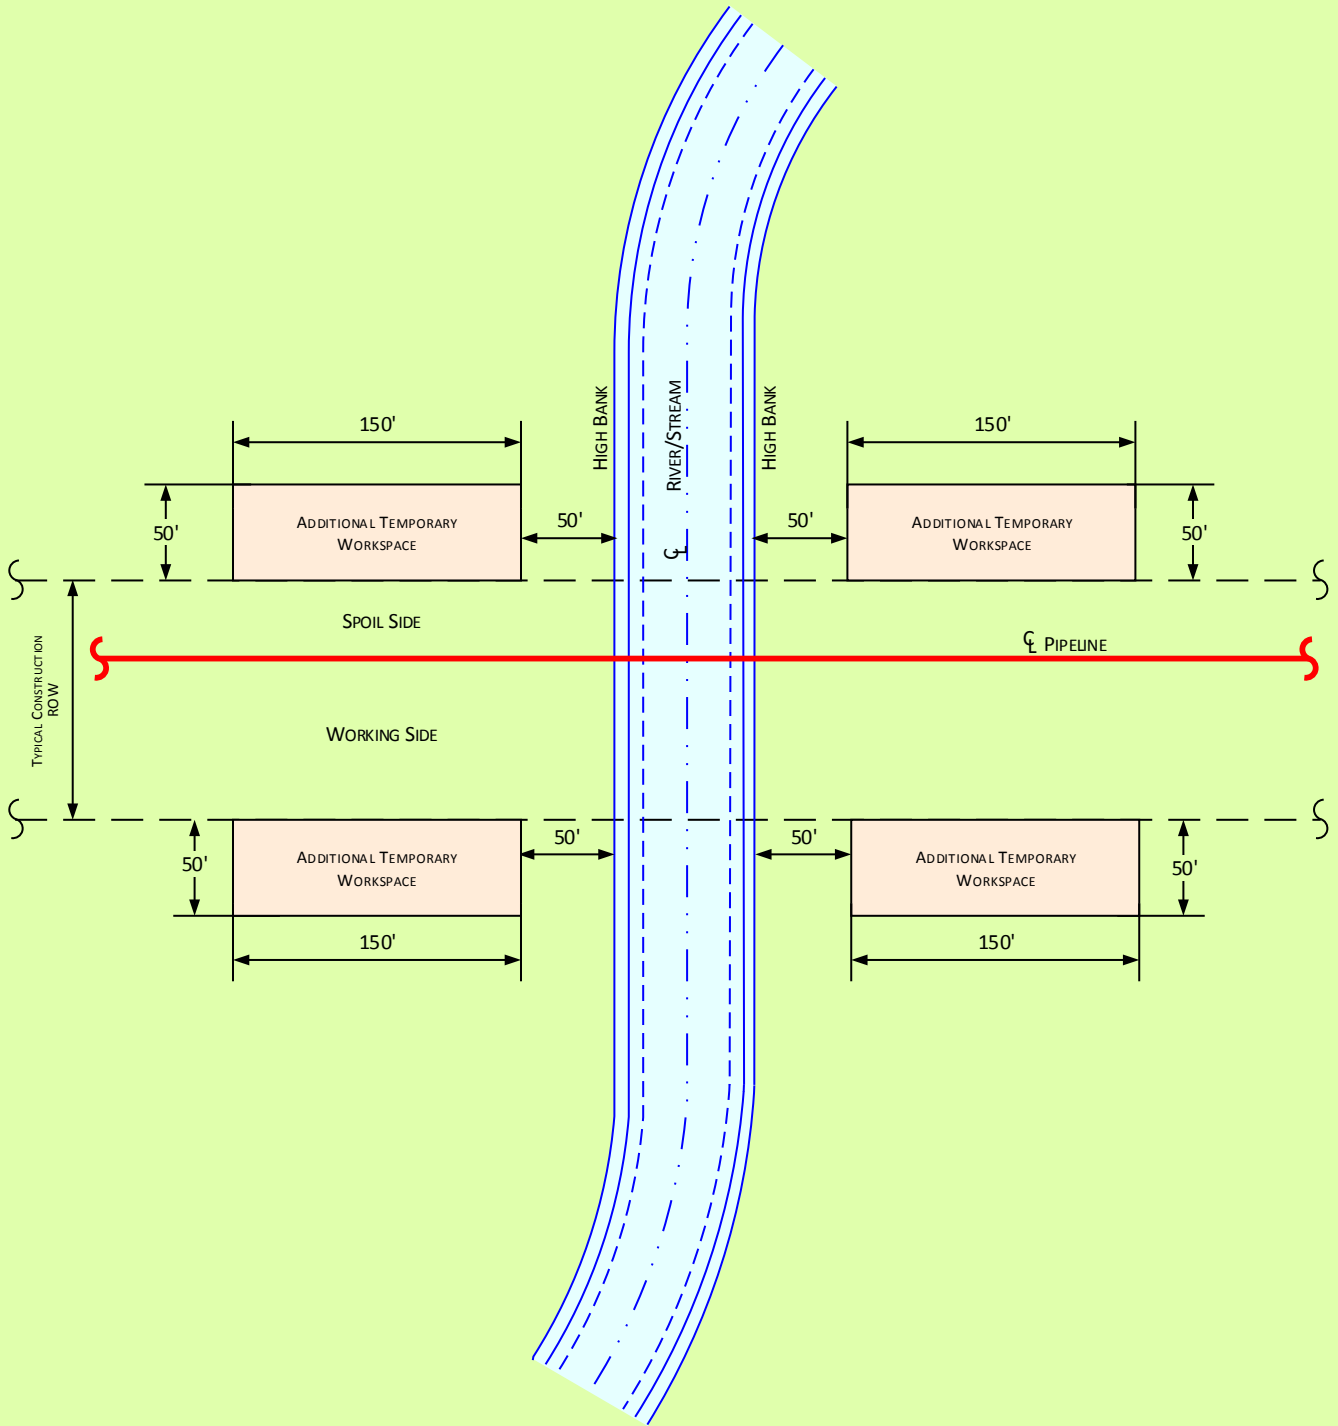 HIGH BANK
RIVER/STREAM
℄
HIGH BANK
150'
150'
50'
ADDITIONAL TEMPORARY
WORKSPACE
50'
50'
ADDITIONAL TEMPORARY
WORKSPACE
50'
SPOIL SIDE
℄ PIPELINE
TYPICAL CONSTRUCTION
ROW
WORKING SIDE
50'
ADDITIONAL TEMPORARY
WORKSPACE
50'
50'
ADDITIONAL TEMPORARY
WORKSPACE
50'
150'
150'